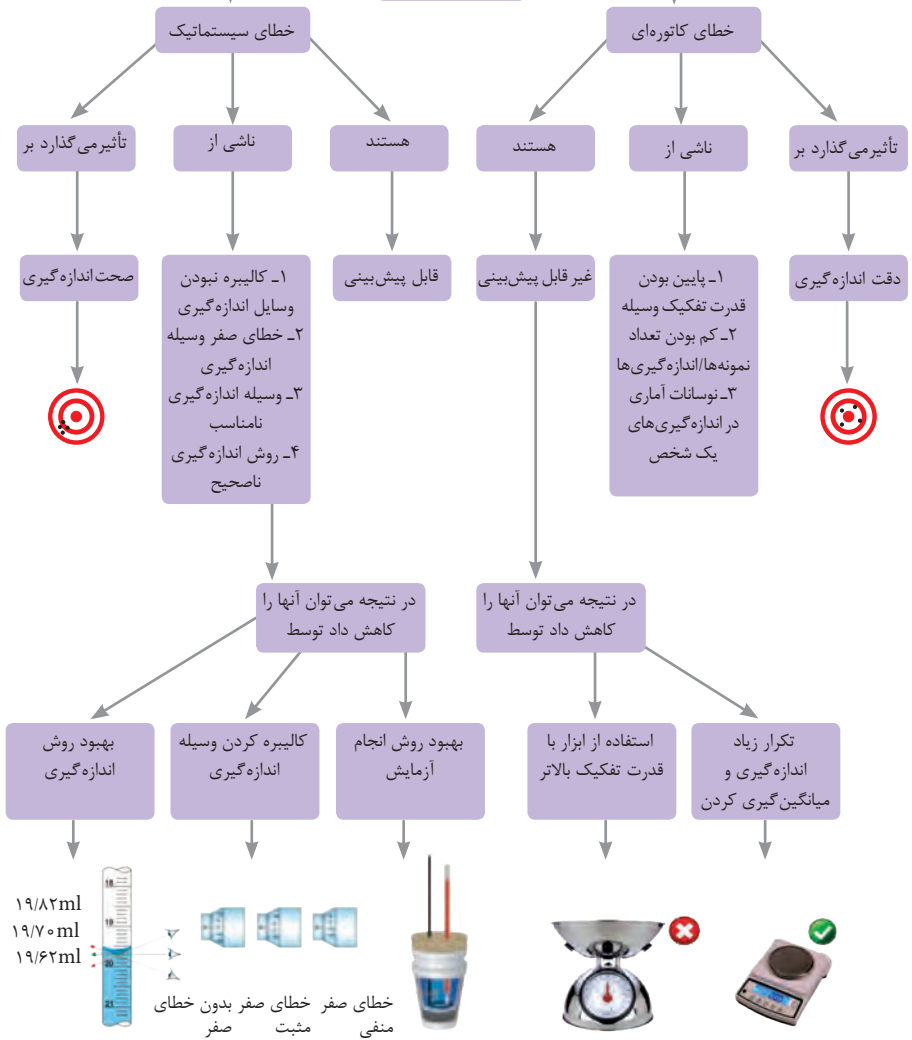 خطای کاتوره‌ای
خطای سیستماتیک
تأثیرمی‌گذارد بر
ناشی از
هستند
هستند
ناشی از
تأثیرمی‌گذارد بر
دقت اندازه‌گیری
۱ـ پایین بودن
قدرت تفکیک وسیله
۲ـ کم بودن تعداد
نمونه‌ها/اندازه‌گیری‌ها
۳ـ نوسانات آماری
در اندازه‌گیری‌های
یک شخص
غیر قابل پیش‌بینی
قابل پیش‌بینی
۱ـ کالیبره نبودن
وسایل اندازه‌گیری
۲ـ خطای صفر وسیله
اندازه‌گیری
۳ـ وسیله اندازه‌گیری
نامناسب
۴ـ روش اندازه‌گیری
ناصحیح
صحت‌اندازه‌گیری
در نتیجه می‌توان آنها را
کاهش داد توسط
در نتیجه می‌توان آنها را
کاهش داد توسط
تکرار زیاد
اندازه‌گیری و
میانگین‌گیری کردن
استفاده از ابزار با
قدرت تفکیک بالاتر
بهبود روش انجام
آزمایش
کالیبره کردن وسیله
اندازه‌گیری
بهبود روش
اندازه‌گیری
۱۹/۸۲ml
۱۹/۷۰ml
۱۹/۶۲ml
18
19
20
21
خطای صفر
منفی
خطای صفر
مثبت
بدون خطای
صفر